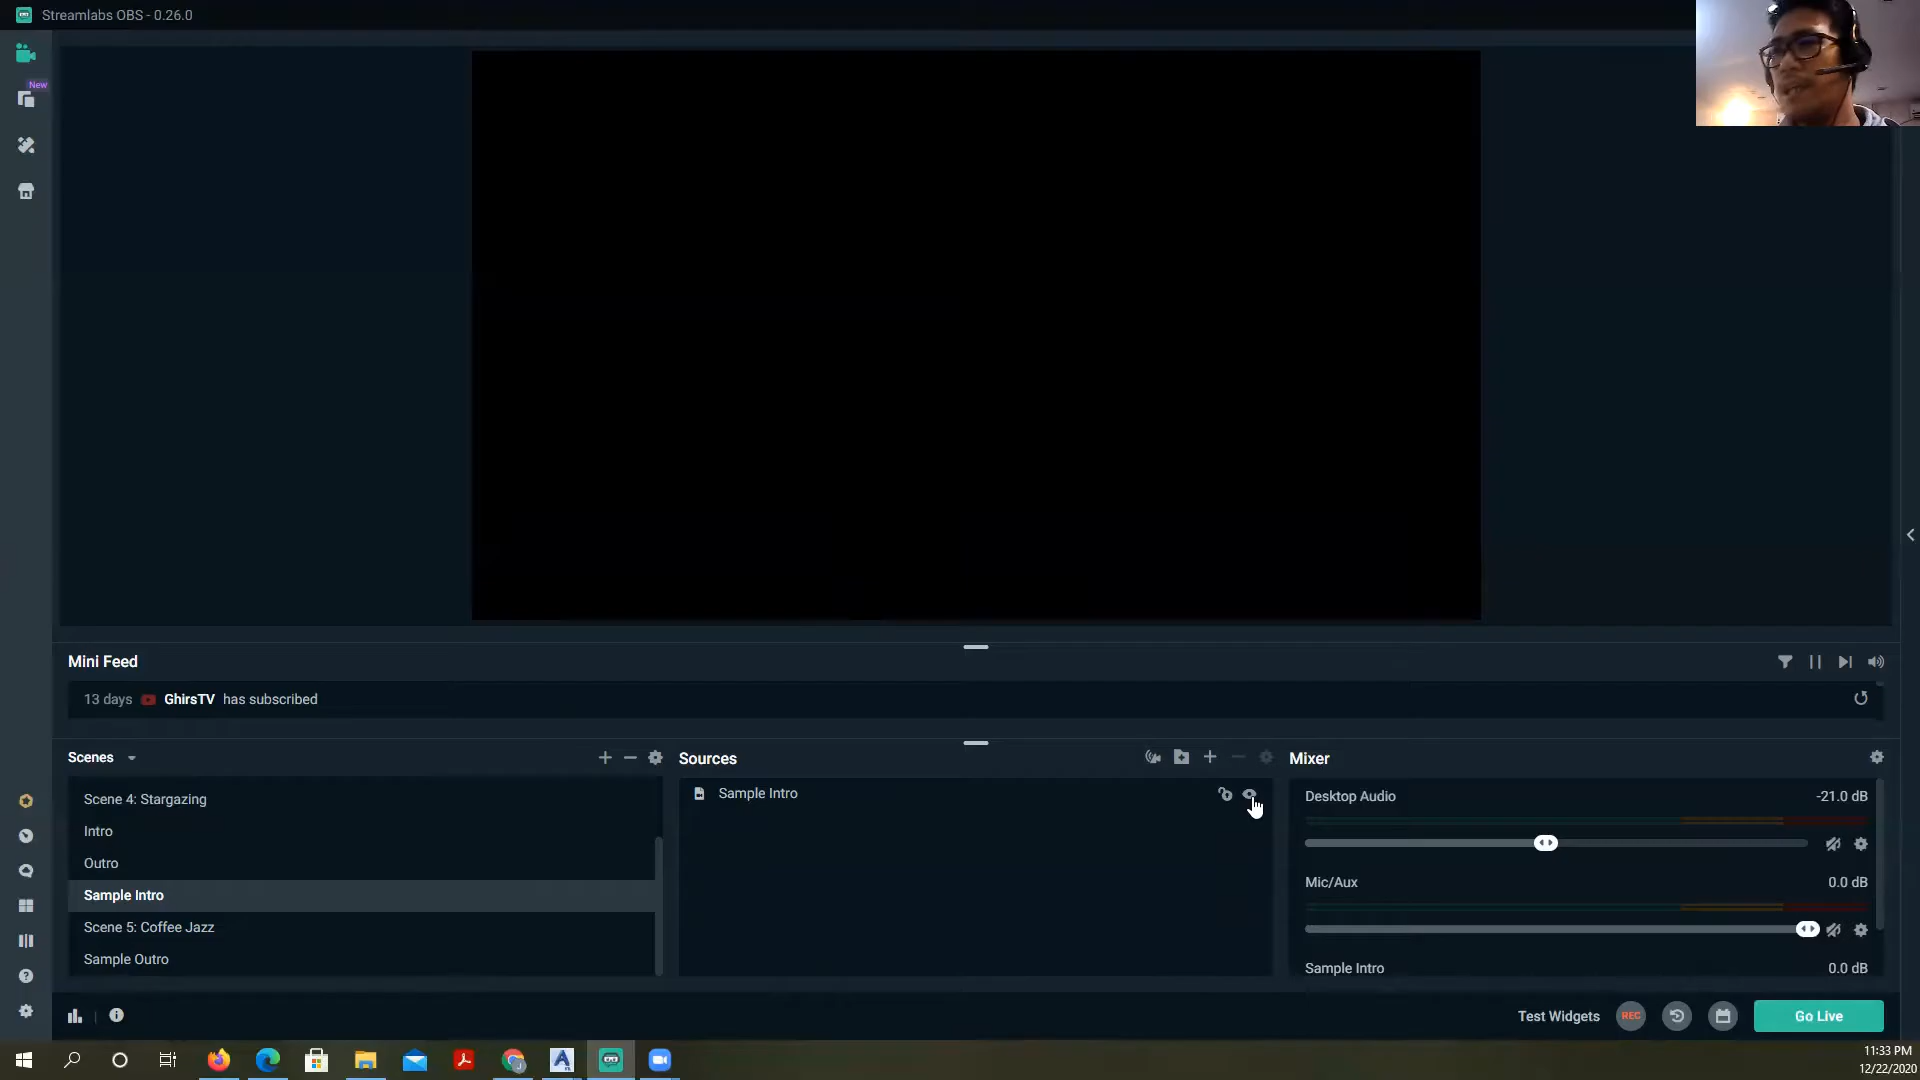 Streamlabs OBS - 0.26.0
New
Mini Feed
13 days GhirsTV has subscribed
Scenes
Scene 4: Stargazing
Intro
Outro
Sample Intro
Scene 5: Coffee Jazz
Sample Outro
Sources
Sample Intro
Mixer
Desktop Audio -21.0 dB
Mic/Aux 0.0 dB
Sample Intro 0.0 dB
Test Widgets REC Go Live
11:33 PM
12/22/2020